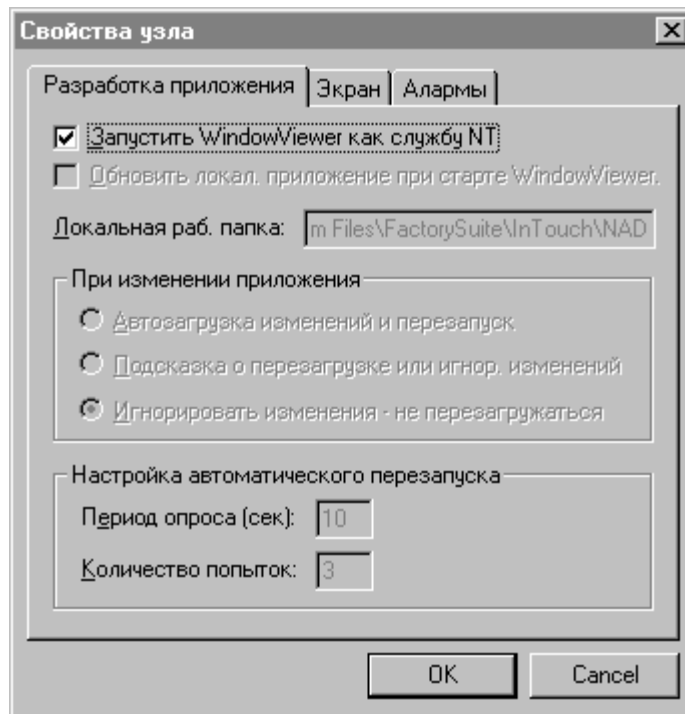 Свойства узла
Разработка приложения Экран Алармы
Запустить WindowViewer как службу NT
Обновить локал. приложение при старте WindowViewer.
Локальная раб. папка: m Files\FactorySuite\InTouch\NAD
При изменении приложения
Автозагрузка изменений и перезапуск
Подсказка о перезагрузке или игнор. изменений
Игнорировать изменения - не перезагружаться
Настройка автоматического перезапуска
Период опроса (сек): 10
Количество попыток: 3
OK Cancel